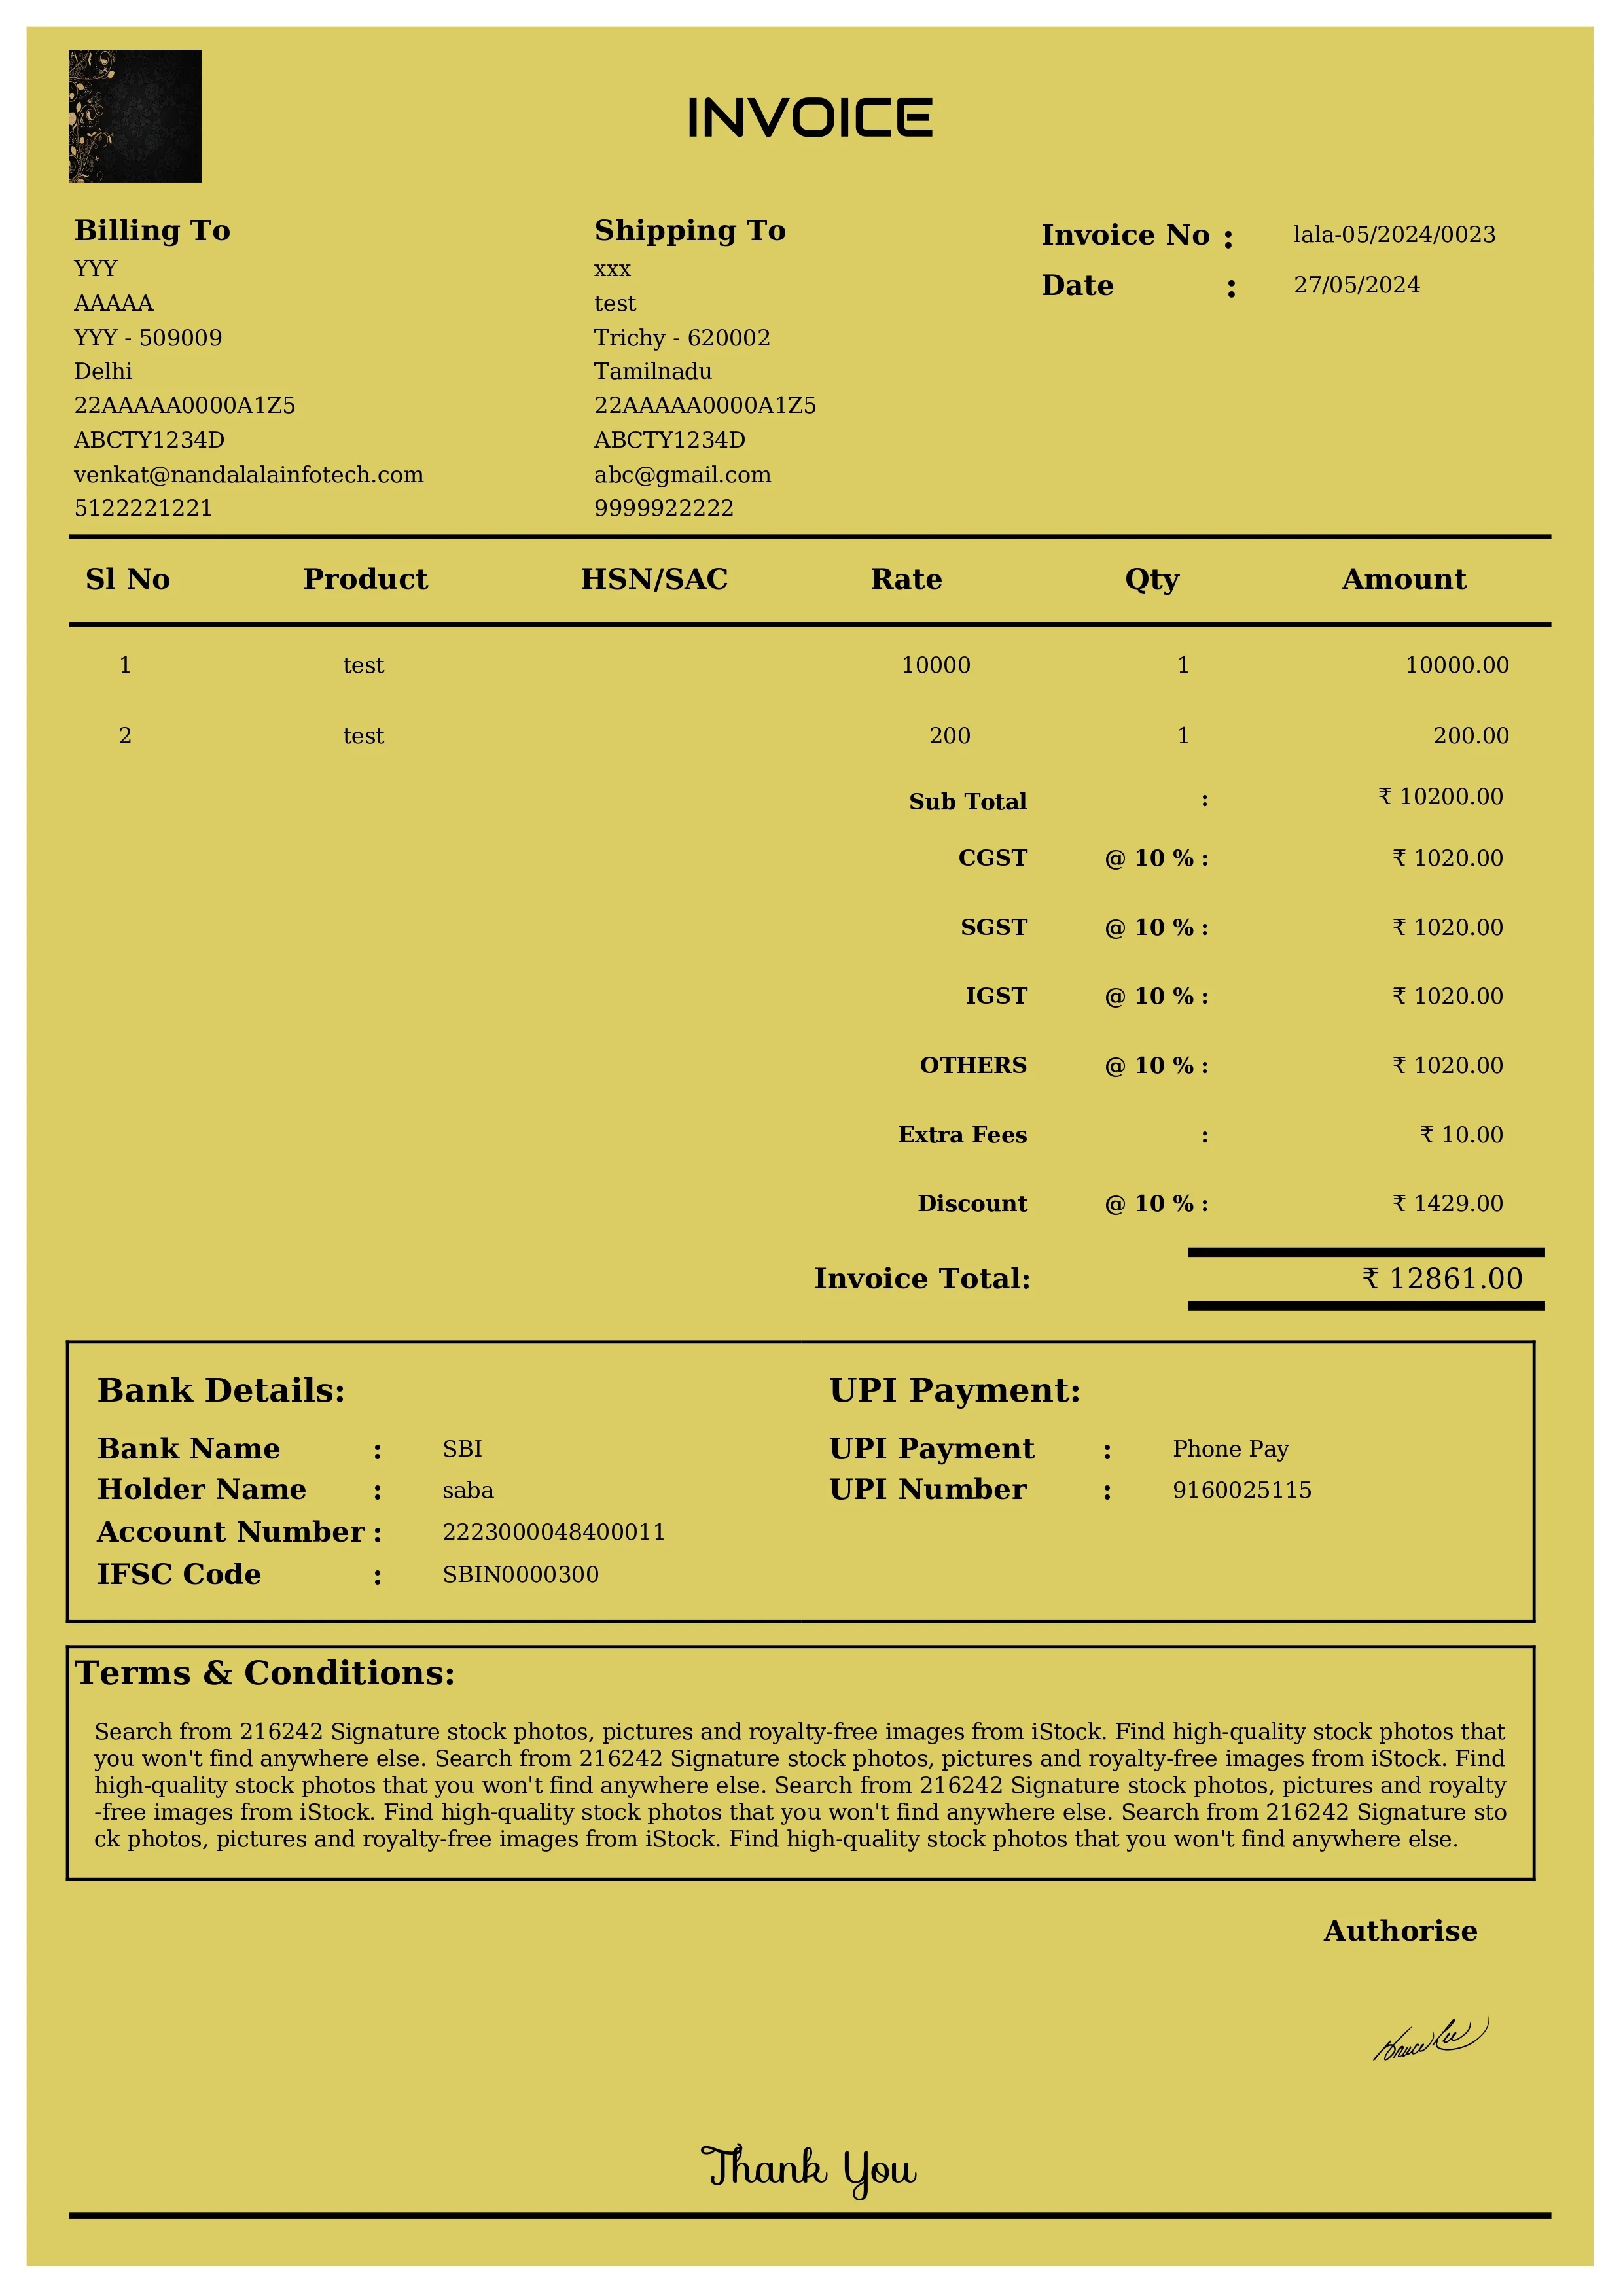 INVOICE
Billing To
YYY
AAAAA
YYY - 509009
Delhi
22AAAAA0000A1Z5
ABCTY1234D
venkat@nandalalainfotech.com
5122221221
Shipping To
xxx
test
Trichy - 620002
Tamilnadu
22AAAAA0000A1Z5
ABCTY1234D
abc@gmail.com
9999922222
Invoice No : lala-05/2024/0023
Date : 27/05/2024
Sl No Product HSN/SAC Rate Qty Amount
1 test 10000 1 10000.00
2 test 200 1 200.00
Sub Total : ₹ 10200.00
CGST @ 10 % : ₹ 1020.00
SGST @ 10 % : ₹ 1020.00
IGST @ 10 % : ₹ 1020.00
OTHERS @ 10 % : ₹ 1020.00
Extra Fees : ₹ 10.00
Discount @ 10 % : ₹ 1429.00
Invoice Total: ₹ 12861.00
Bank Details:
Bank Name : SBI
Holder Name : saba
Account Number : 2223000048400011
IFSC Code : SBIN0000300
UPI Payment:
UPI Payment : Phone Pay
UPI Number : 9160025115
Terms & Conditions:
Search from 216242 Signature stock photos, pictures and royalty-free images from iStock. Find high-quality stock photos that
you won't find anywhere else. Search from 216242 Signature stock photos, pictures and royalty-free images from iStock. Find
high-quality stock photos that you won't find anywhere else. Search from 216242 Signature stock photos, pictures and royalty
-free images from iStock. Find high-quality stock photos that you won't find anywhere else. Search from 216242 Signature sto
ck photos, pictures and royalty-free images from iStock. Find high-quality stock photos that you won't find anywhere else.
Authorise
Bruce Lee
Thank You